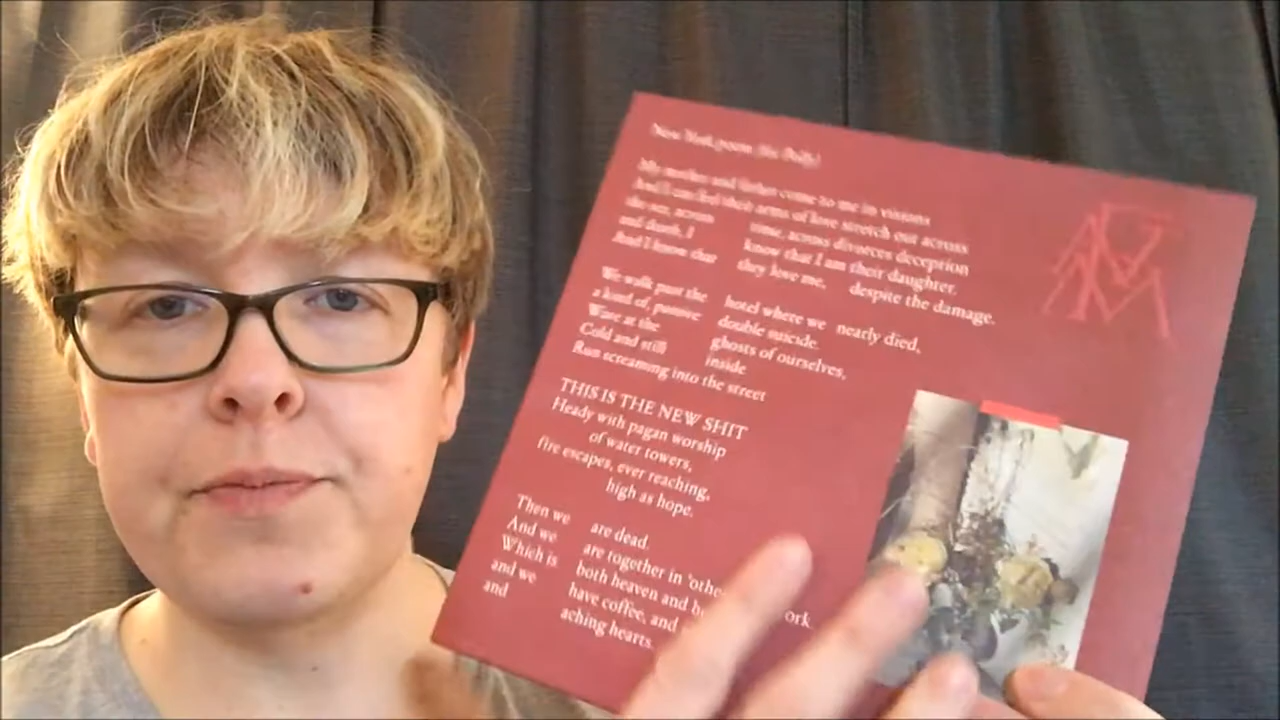 New York poem (for Polly)
My mother and father come to me in visions
And I can feel their arms of love stretch out across
the sea, across time, across divorces deception
and death, I know that I am their daughter.
And I know that they love me, despite the damage.
We walk past the hotel where we nearly died,
a kind of, passive double suicide.
Wave at the ghosts of ourselves,
Cold and still inside
Run screaming into the street
THIS IS THE NEW SHIT
Heady with pagan worship
of water towers,
fire escapes, ever reaching,
high as hope.
Then we are dead.
And we are together in 'othe ork
Which is both heaven and
and we have coffee, and
and aching hearts.